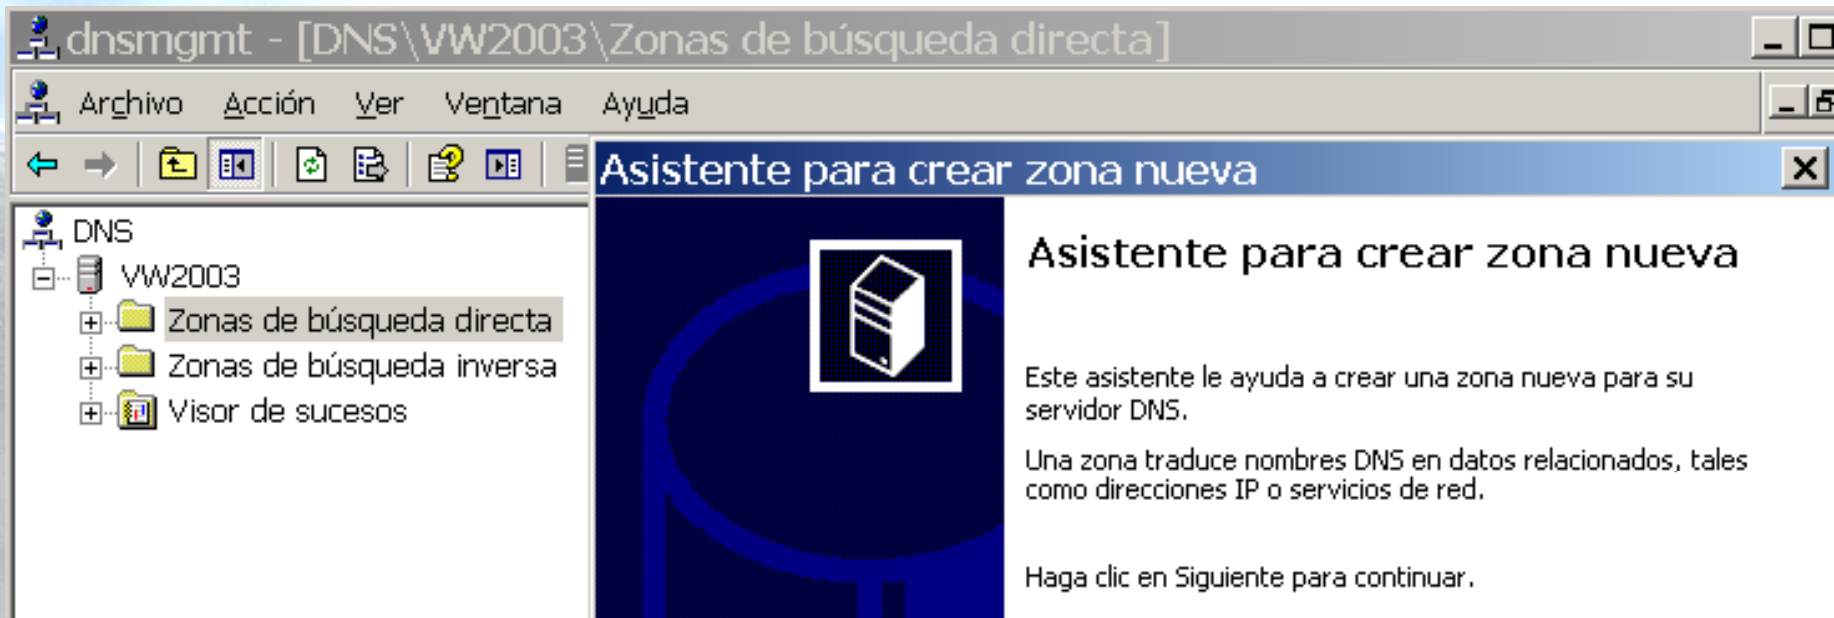 dnsmgmt - [DNS\VW2003\Zonas de búsqueda directa]
Archivo Acción Ver Ventana Ayuda
Asistente para crear zona nueva
DNS
VW2003
Zonas de búsqueda directa
Zonas de búsqueda inversa
Visor de sucesos
Asistente para crear zona nueva
Este asistente le ayuda a crear una zona nueva para su
servidor DNS.
Una zona traduce nombres DNS en datos relacionados, tales
como direcciones IP o servicios de red.
Haga clic en Siguiente para continuar.